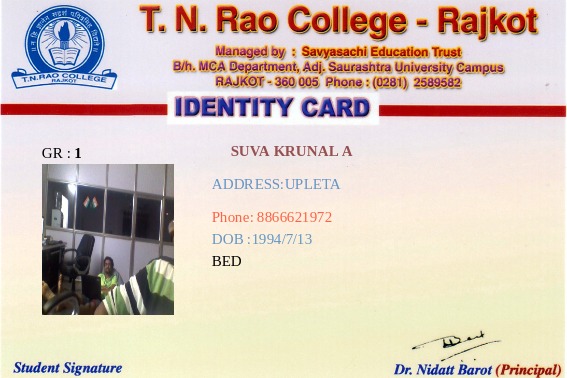 T. N. Rao College - Rajkot
Managed by : Savyasachi Education Trust
B/h. MCA Department, Adj. Saurashtra University Campus
RAJKOT - 360 005 Phone : (0281) 2589582
T.N.RAO COLLEGE
RAJKOT
IDENTITY CARD
GR : 1
SUVA KRUNAL A
ADDRESS:UPLETA
Phone: 8866621972
DOB :1994/7/13
BED
Student Signature
Dr. Nidatt Barot (Principal)